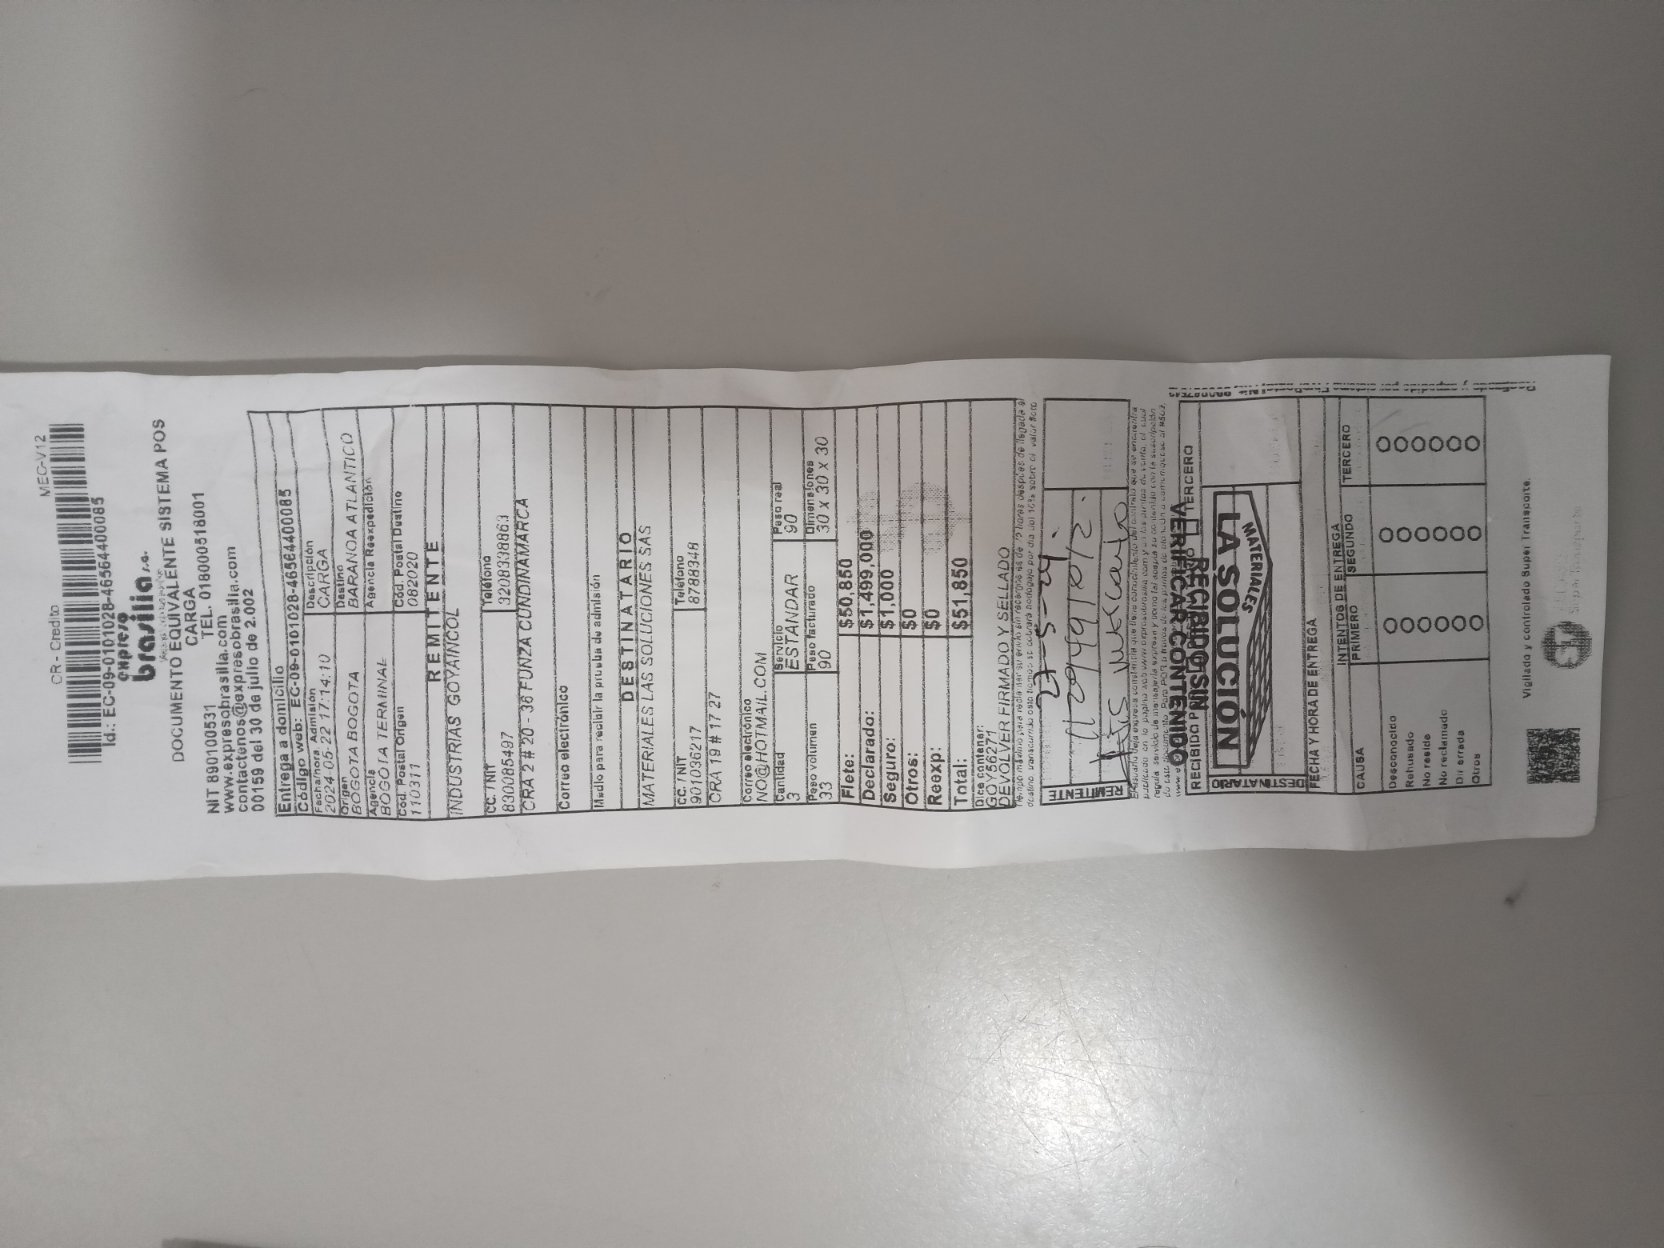 CR - Credito MEG-V12
Id.: EC-09-0101028-46564400085
expreso
brasilia s.a.
DOCUMENTO EQUIVALENTE SISTEMA POS
CARGA
NIT 890100531 TEL. 018000518001
www.expresobrasilia.com
contactenos@expresobrasilia.com
00159 del 30 de julio de 2.002
Entrega a domicilio
Código web: EC-09-0101028-46564400085
Fecha/hora Admisión Descripción
2024-05-22 17:14:10 CARGA
Origen Destino
BOGOTA BOGOTA BARANOA ATLANTICO
Agencia Agencia Reexpedición
BOGOTA TERMINAL
Cód. Postal Origen Cód. Postal Destino
110311 082020
REMITENTE
INDUSTRIAS GOYAINCOL
CC. / NIT Teléfono
830085497 3208338863
CRA 2 # 20 - 36 FUNZA CUNDINAMARCA
Correo electrónico
Medio para recibir la prueba de admisión
DESTINATARIO
MATERIALES LAS SOLUCIONES SAS
CC. / NIT Teléfono
901036217 8788348
CRA 19 # 17 27
Correo electrónico
NO@HOTMAIL.COM
Cantidad Servicio Peso real
3 ESTANDAR 90
Peso volumen Peso facturado Dimensiones
33 90 30 x 30 x 30
Flete: $50,850
Declarado: $1,499,000
Seguro: $1,000
Otros: $0
Reexp: $0
Total: $51,850
Dice contener:
GOY256271
DEVOLVER FIRMADO Y SELLADO
REMITENTE
27-5-24.
RECIBIDO POR TERCERO
RECIBIDO SIN
VERIFICAR CONTENIDO
MATERIALES
LA SOLUCIÓN
DESTINATARIO
FECHA Y HORA DE ENTREGA
INTENTOS DE ENTREGA
CAUSA PRIMERO SEGUNDO TERCERO
Desconocido
Rehusado
No reside
No reclamado
Dir errada
Otros
Vigilado y controlado Super Transporte.